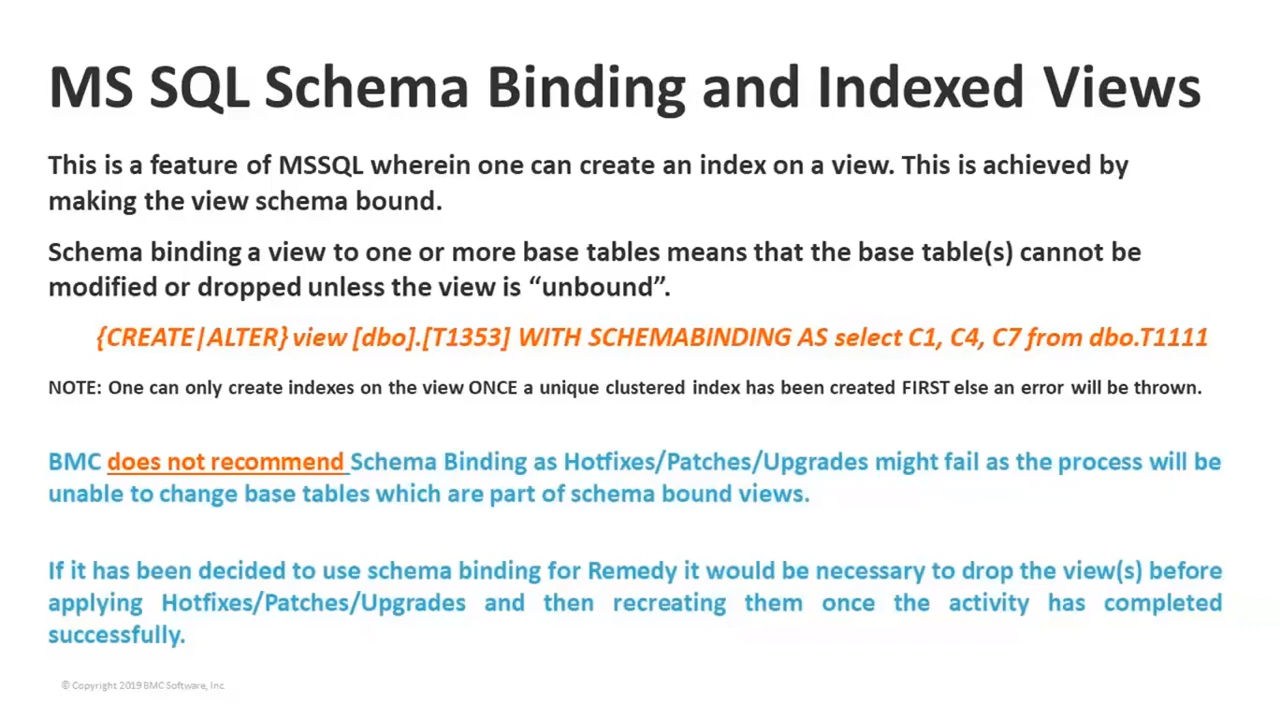 MS SQL Schema Binding and Indexed Views
This is a feature of MSSQL wherein one can create an index on a view. This is achieved by
making the view schema bound.
Schema binding a view to one or more base tables means that the base table(s) cannot be
modified or dropped unless the view is “unbound”.
{CREATE|ALTER} view [dbo].[T1353] WITH SCHEMABINDING AS select C1, C4, C7 from dbo.T1111
NOTE: One can only create indexes on the view ONCE a unique clustered index has been created FIRST else an error will be thrown.
BMC does not recommend Schema Binding as Hotfixes/Patches/Upgrades might fail as the process will be
unable to change base tables which are part of schema bound views.
If it has been decided to use schema binding for Remedy it would be necessary to drop the view(s) before
applying Hotfixes/Patches/Upgrades and then recreating them once the activity has completed
successfully.
© Copyright 2019 BMC Software, Inc.